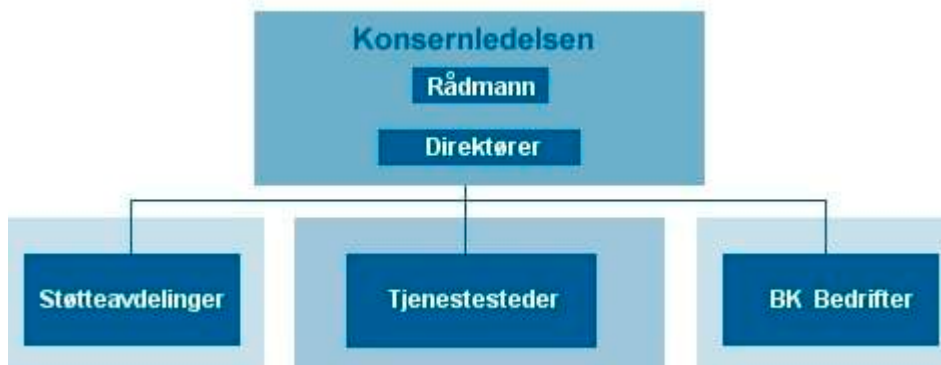 Konsernledelsen
Rådmann
Direktører
Støtteavdelinger
Tjenestesteder
BK Bedrifter